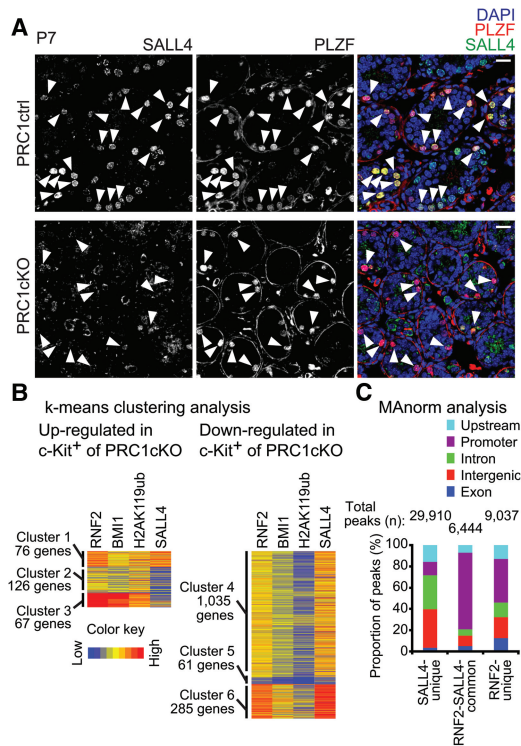 A
P7
SALL4
PLZF
DAPI
PLZF
SALL4
PRC1ctrl
PRC1cKO
B
k-means clustering analysis
Up-regulated in
c-Kit+ of PRC1cKO
Down-regulated in
c-Kit+ of PRC1cKO
RNF2
BMI1
H2AK119ub
SALL4
RNF2
BMI1
H2AK119ub
SALL4
Cluster 1
76 genes
Cluster 2
126 genes
Cluster 3
67 genes
Color key
Low
High
Cluster 4
1,035
genes
Cluster 5
61 genes
Cluster 6
285 genes
C
MAnorm analysis
Upstream
Promoter
Intron
Intergenic
Exon
Total
peaks (n):
29,910
6,444
9,037
Proportion of peaks (%)
100
80
60
40
20
0
SALL4-
unique
RNF2-SALL4-
common
RNF2-
unique